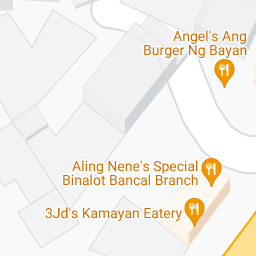 Angel's Ang
Burger Ng Bayan
Aling Nene's Special
Binalot Bancal Branch
3Jd's Kamayan Eatery